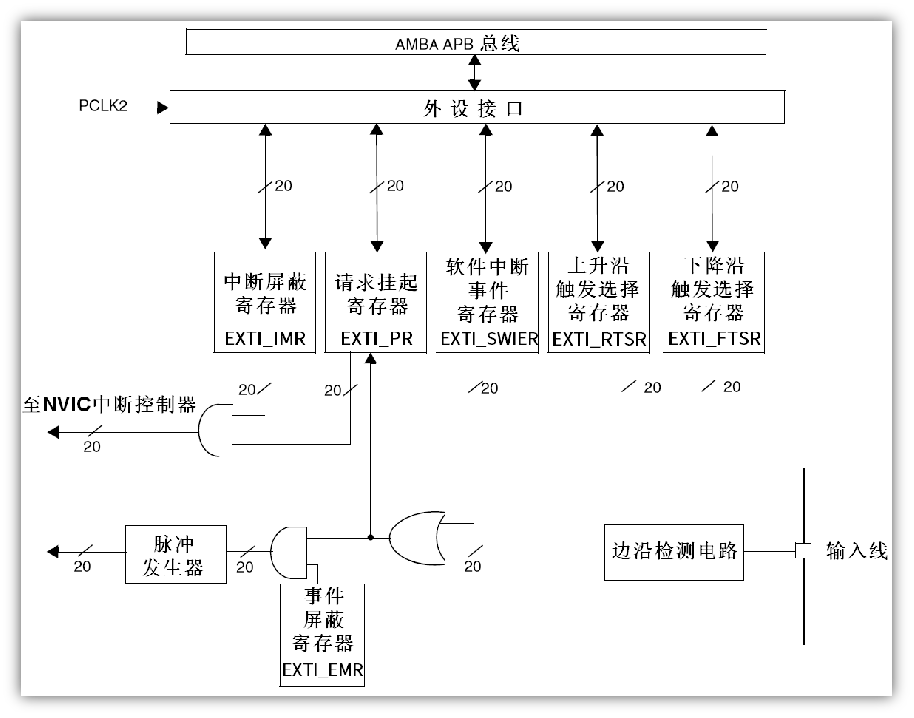 AMBA APB 总线
PCLK2
外设接口
20
20
20
20
20
中断屏蔽
寄存器
EXTI_IMR
请求挂起
寄存器
EXTI_PR
软件中断
事件
寄存器
EXTI_SWIER
上升沿
触发选择
寄存器
EXTI_RTSR
下降沿
触发选择
寄存器
EXTI_FTSR
20
20
20
20
20
至NVIC中断控制器
20
脉冲
发生器
20
20
20
边沿检测电路
输入线
事件
屏蔽
寄存器
EXTI_EMR